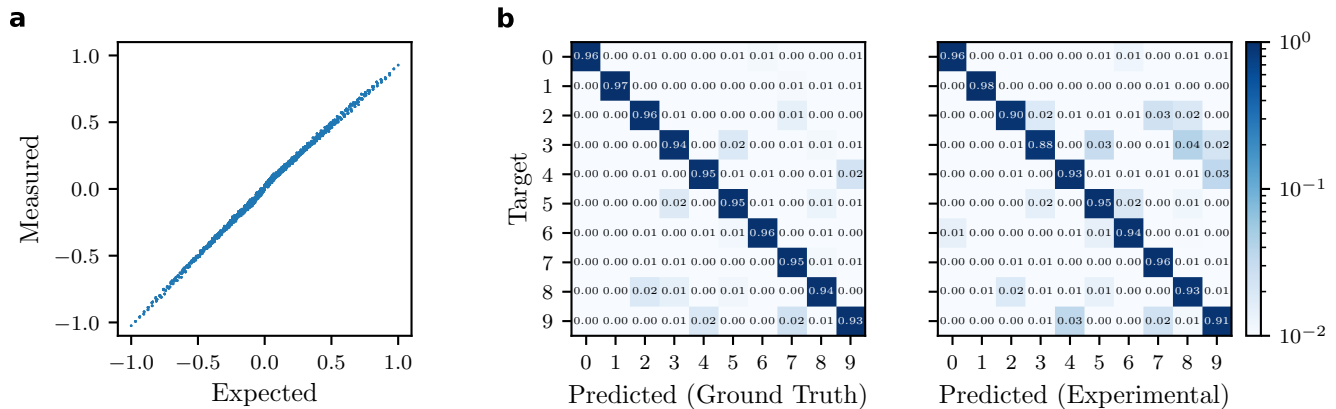 a
Measured
1.0
0.5
0.0
−0.5
−1.0
−1.0 −0.5 0.0 0.5 1.0
Expected
b
Target
0 0.96 0.00 0.01 0.00 0.00 0.01 0.01 0.00 0.00 0.01
1 0.00 0.97 0.01 0.00 0.00 0.00 0.00 0.01 0.00 0.00
2 0.00 0.00 0.96 0.01 0.00 0.00 0.00 0.01 0.01 0.00
3 0.00 0.00 0.01 0.94 0.00 0.02 0.00 0.00 0.01 0.01
4 0.00 0.00 0.00 0.00 0.95 0.00 0.01 0.01 0.00 0.02
5 0.00 0.00 0.00 0.02 0.00 0.95 0.00 0.00 0.01 0.01
6 0.01 0.00 0.00 0.00 0.01 0.01 0.96 0.00 0.00 0.00
7 0.00 0.01 0.01 0.01 0.00 0.00 0.00 0.95 0.01 0.01
8 0.00 0.00 0.02 0.01 0.00 0.01 0.00 0.00 0.94 0.00
9 0.00 0.00 0.00 0.01 0.02 0.00 0.00 0.02 0.01 0.93
0 1 2 3 4 5 6 7 8 9
Predicted (Ground Truth)
0.96 0.00 0.00 0.00 0.00 0.01 0.01 0.00 0.00 0.01
0.00 0.98 0.00 0.00 0.00 0.00 0.00 0.00 0.00 0.00
0.00 0.00 0.90 0.02 0.01 0.00 0.00 0.03 0.02 0.00
0.00 0.00 0.00 0.88 0.00 0.03 0.00 0.01 0.04 0.02
0.00 0.00 0.00 0.00 0.93 0.01 0.01 0.01 0.00 0.03
0.00 0.00 0.00 0.02 0.00 0.95 0.02 0.00 0.01 0.00
0.01 0.00 0.00 0.00 0.01 0.01 0.94 0.00 0.01 0.00
0.00 0.01 0.01 0.00 0.00 0.00 0.00 0.96 0.01 0.01
0.00 0.01 0.02 0.01 0.00 0.02 0.00 0.01 0.93 0.01
0.00 0.00 0.00 0.01 0.03 0.01 0.00 0.02 0.01 0.91
0 1 2 3 4 5 6 7 8 9
Predicted (Experimental)
10⁰
10⁻¹
10⁻²